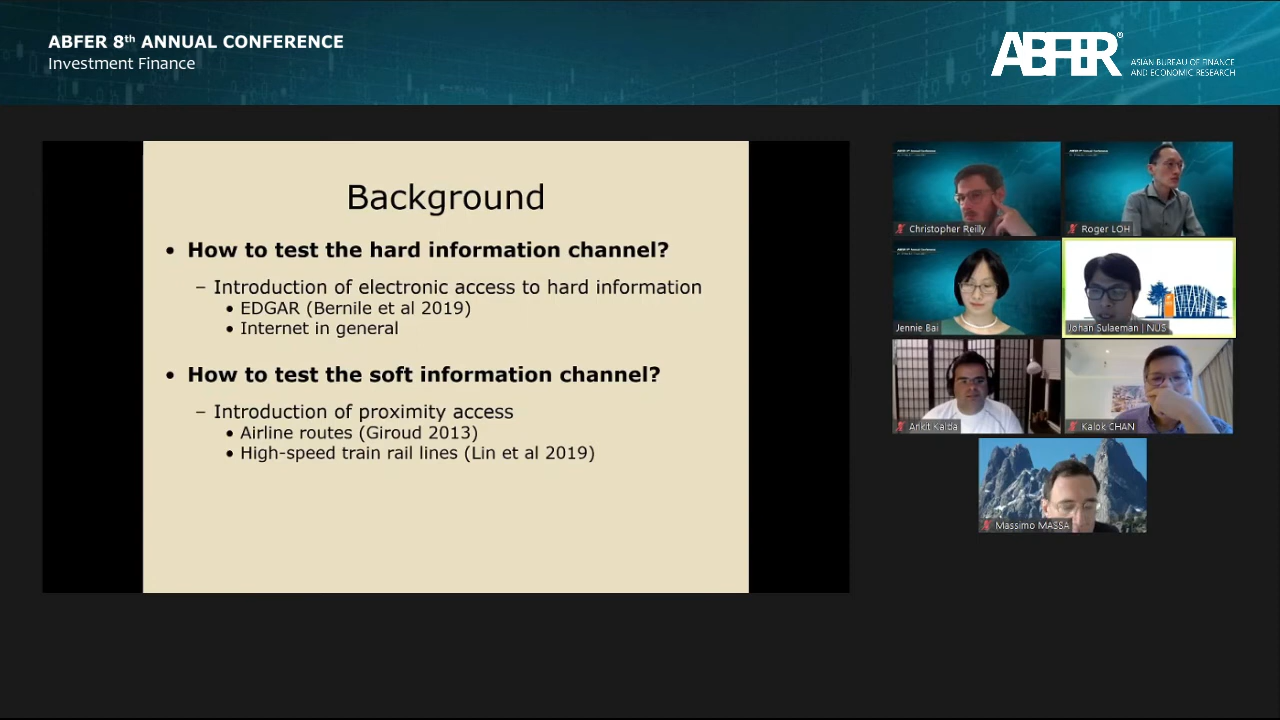 ABFER 8th ANNUAL CONFERENCE
Investment Finance
ABFER®
ASIAN BUREAU OF FINANCE
AND ECONOMIC RESEARCH
Background
• How to test the hard information channel?
– Introduction of electronic access to hard information
• EDGAR (Bernile et al 2019)
• Internet in general
• How to test the soft information channel?
– Introduction of proximity access
• Airline routes (Giroud 2013)
• High-speed train rail lines (Lin et al 2019)
Christopher Reilly
Roger LOH
Jennie Bai
Johan Sulaeman | NUS
Ankit Kalda
Kalok CHAN
Massimo MASSA